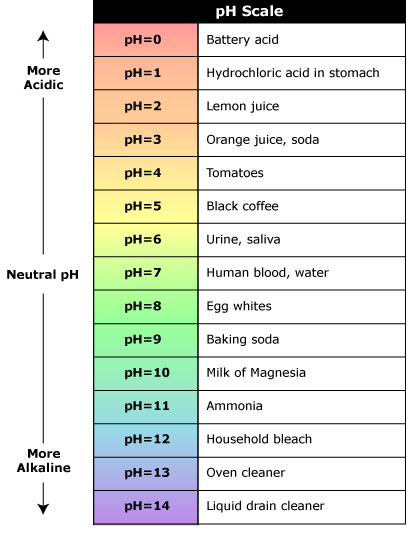 pH Scale
pH=0 Battery acid
More
Acidic
pH=1 Hydrochloric acid in stomach
pH=2 Lemon juice
pH=3 Orange juice, soda
pH=4 Tomatoes
pH=5 Black coffee
pH=6 Urine, saliva
Neutral pH
pH=7 Human blood, water
pH=8 Egg whites
pH=9 Baking soda
pH=10 Milk of Magnesia
pH=11 Ammonia
pH=12 Household bleach
More
Alkaline
pH=13 Oven cleaner
pH=14 Liquid drain cleaner